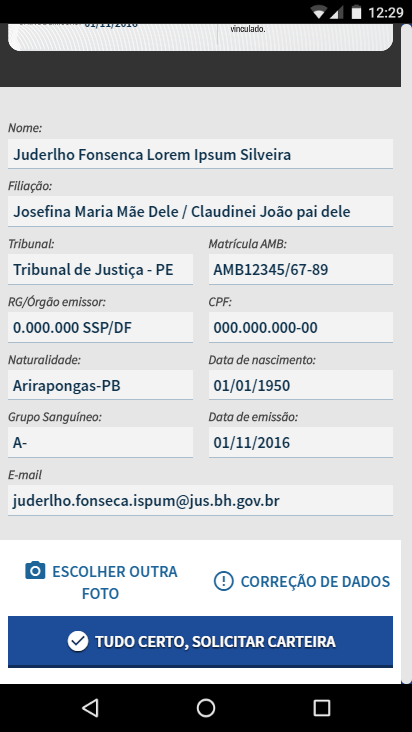 12:29
01/11/2016
vinculado.
Nome:
Juderlho Fonsenca Lorem Ipsum Silveira
Filiação:
Josefina Maria Mãe Dele / Claudinei João pai dele
Tribunal:
Matrícula AMB:
Tribunal de Justiça - PE
AMB12345/67-89
RG/Órgão emissor:
CPF:
0.000.000 SSP/DF
000.000.000-00
Naturalidade:
Data de nascimento:
Arirapongas-PB
01/01/1950
Grupo Sanguíneo:
Data de emissão:
A-
01/11/2016
E-mail
juderlho.fonseca.ispum@jus.bh.gov.br
ESCOLHER OUTRA
FOTO
CORREÇÃO DE DADOS
TUDO CERTO, SOLICITAR CARTEIRA